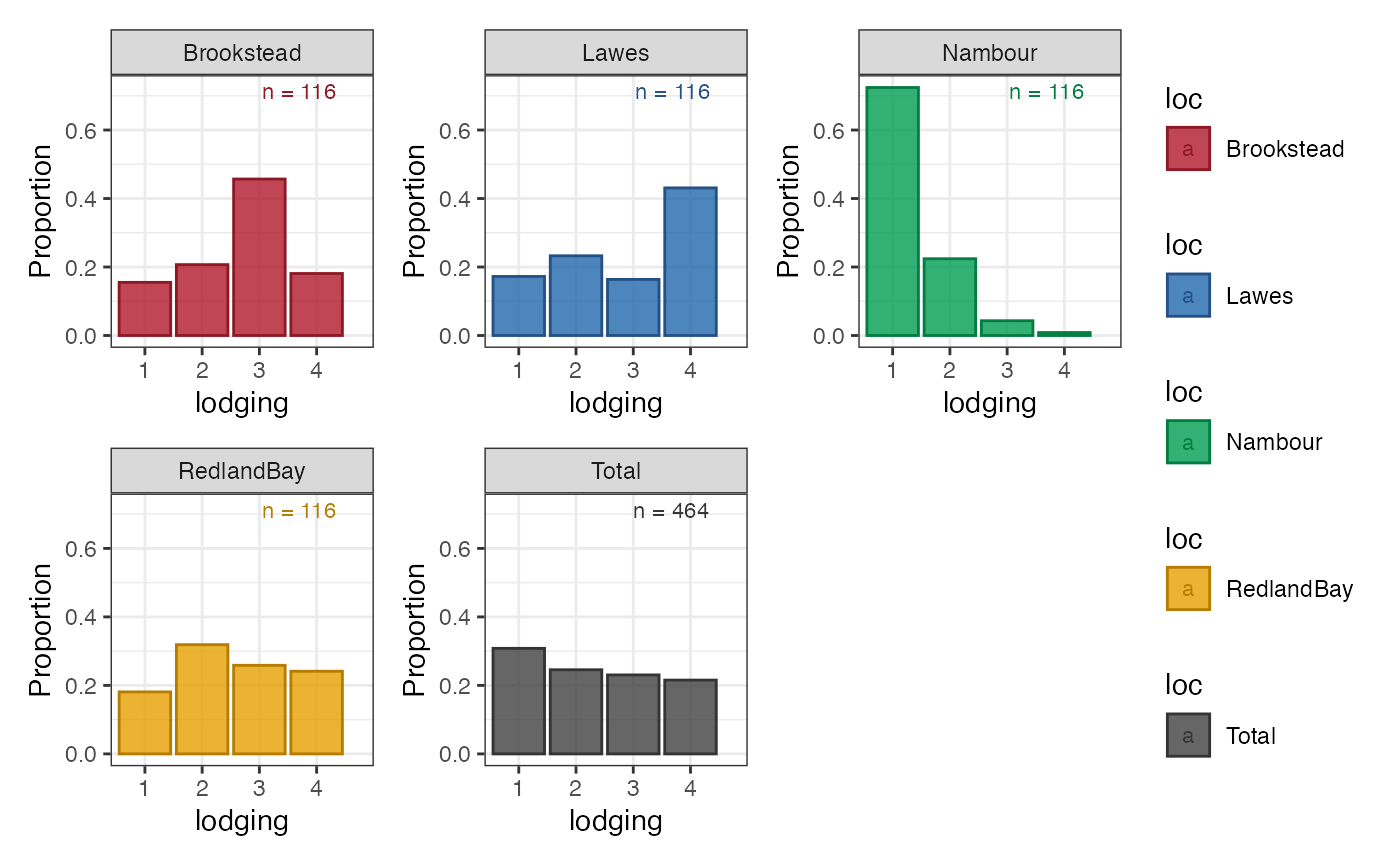 Brookstead
n = 116
Proportion
0.6
0.4
0.2
0.0
1 2 3 4
lodging
Lawes
n = 116
Proportion
0.6
0.4
0.2
0.0
1 2 3 4
lodging
Nambour
n = 116
Proportion
0.6
0.4
0.2
0.0
1 2 3 4
lodging
RedlandBay
n = 116
Proportion
0.6
0.4
0.2
0.0
1 2 3 4
lodging
Total
n = 464
Proportion
0.6
0.4
0.2
0.0
1 2 3 4
lodging
loc
a Brookstead
loc
a Lawes
loc
a Nambour
loc
a RedlandBay
loc
a Total